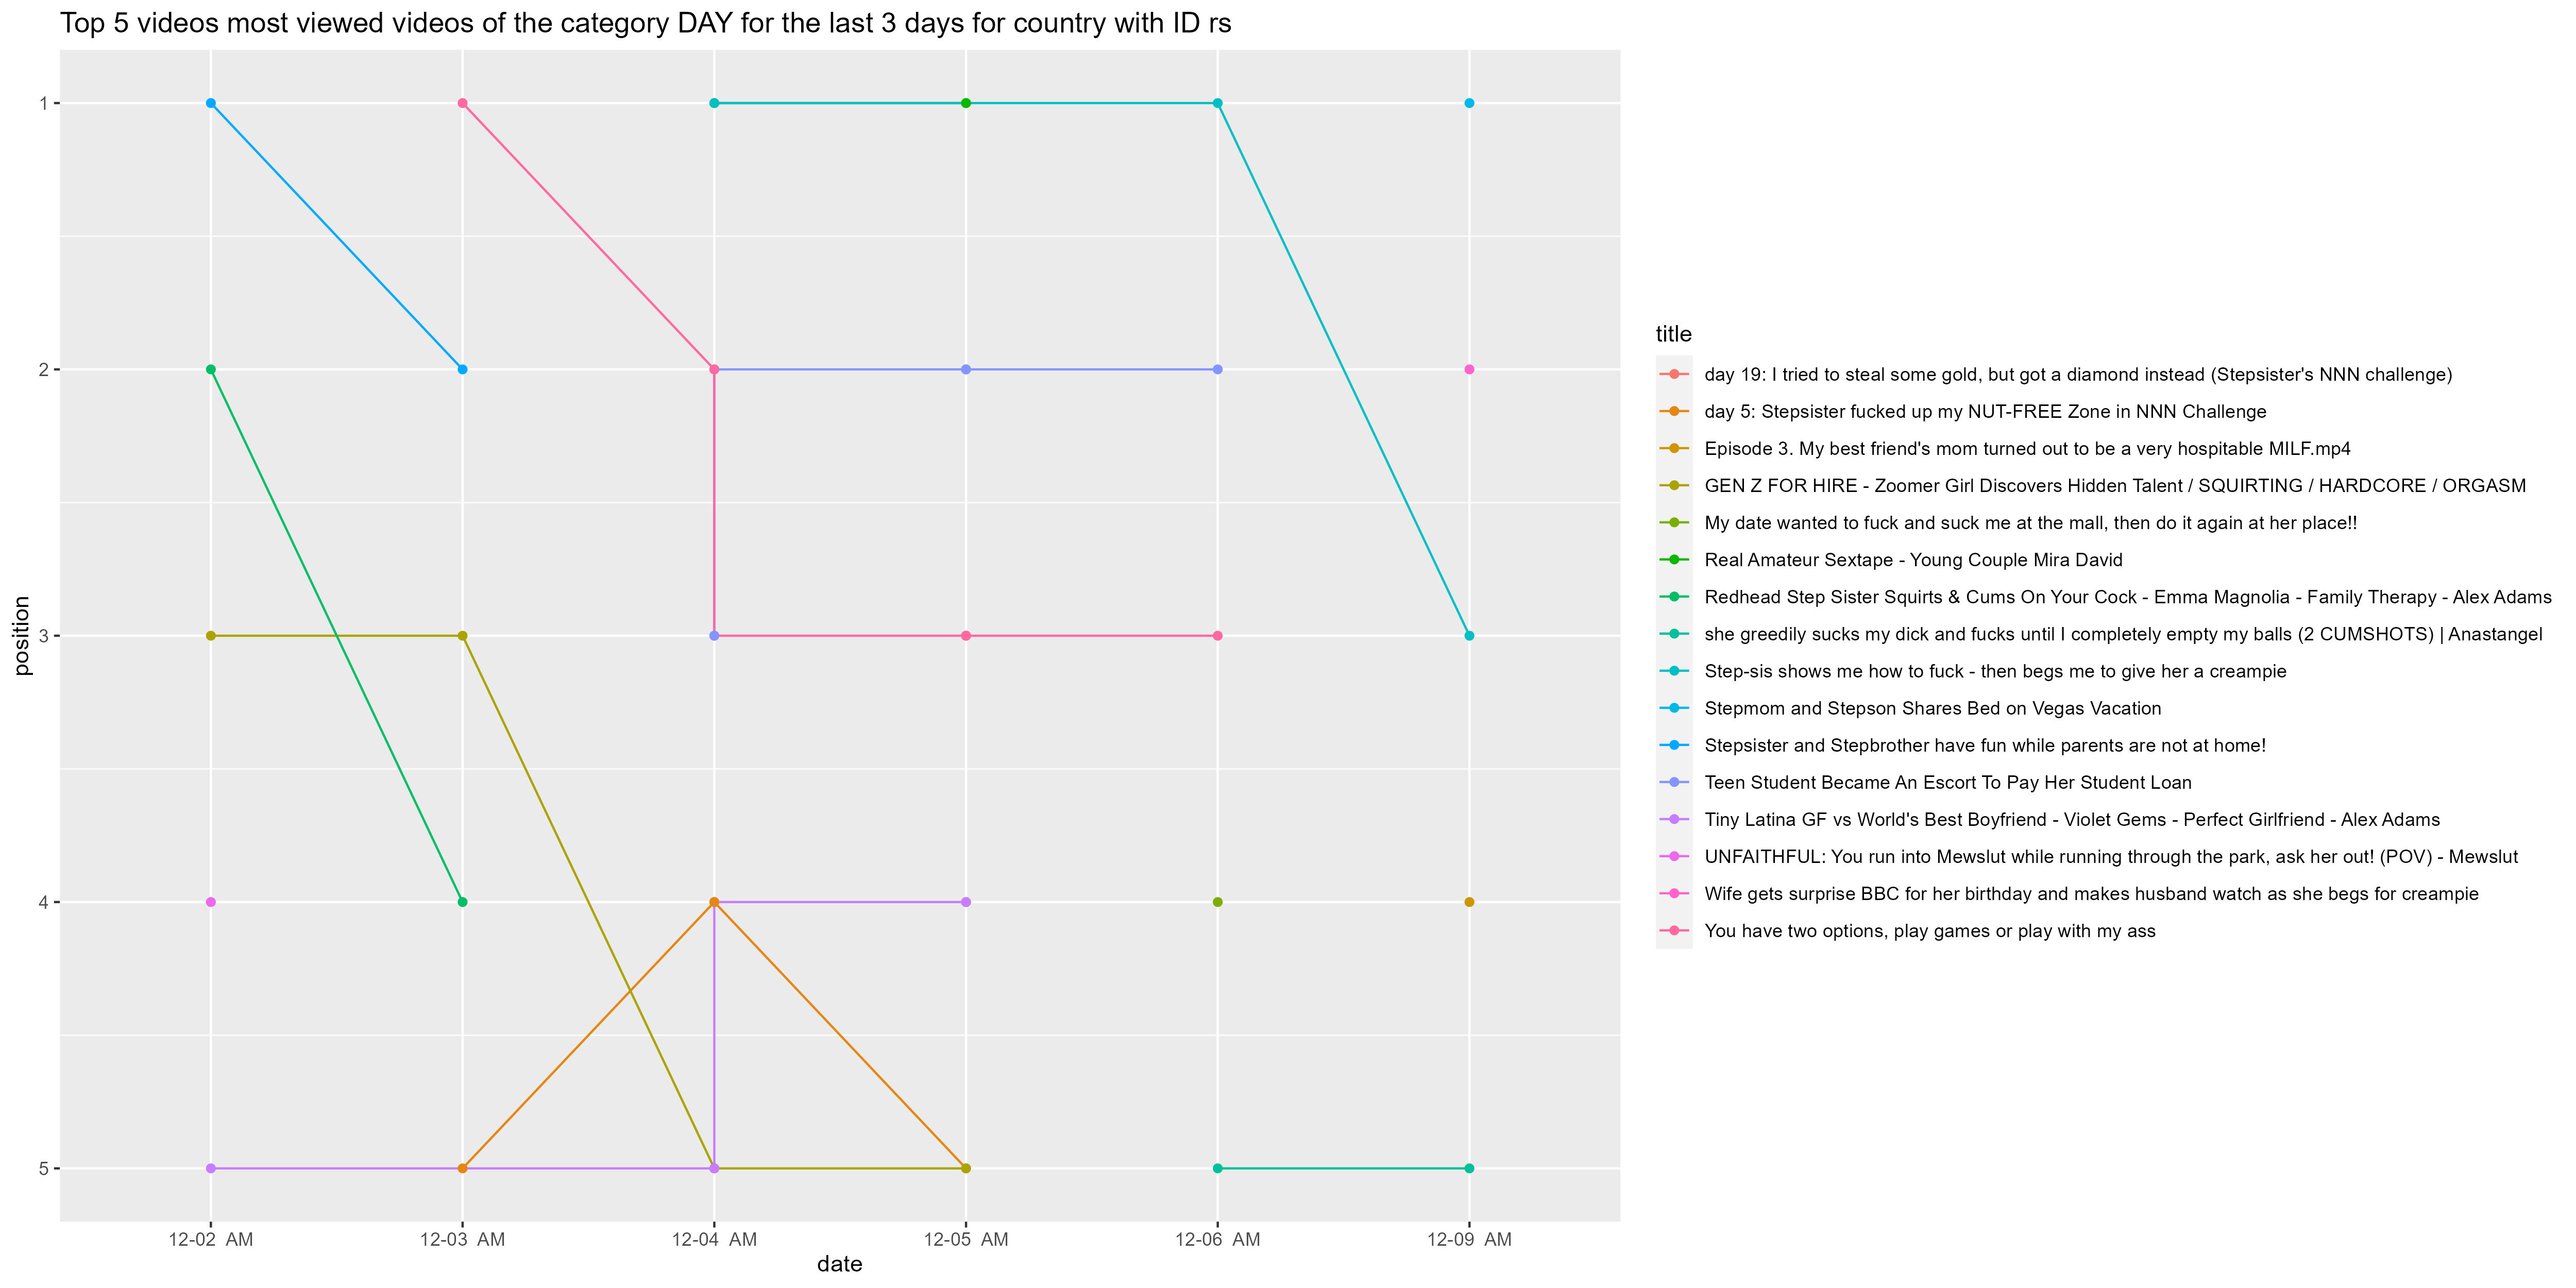 Top 5 videos most viewed videos of the category DAY for the last 3 days for country with ID rs
position
1
2
3
4
5
12-02 AM
12-03 AM
12-04 AM
12-05 AM
12-06 AM
12-09 AM
date
title
day 19: I tried to steal some gold, but got a diamond instead (Stepsister's NNN challenge)
day 5: Stepsister fucked up my NUT-FREE Zone in NNN Challenge
Episode 3. My best friend's mom turned out to be a very hospitable MILF.mp4
GEN Z FOR HIRE - Zoomer Girl Discovers Hidden Talent / SQUIRTING / HARDCORE / ORGASM
My date wanted to fuck and suck me at the mall, then do it again at her place!!
Real Amateur Sextape - Young Couple Mira David
Redhead Step Sister Squirts & Cums On Your Cock - Emma Magnolia - Family Therapy - Alex Adams
she greedily sucks my dick and fucks until I completely empty my balls (2 CUMSHOTS) | Anastangel
Step-sis shows me how to fuck - then begs me to give her a creampie
Stepmom and Stepson Shares Bed on Vegas Vacation
Stepsister and Stepbrother have fun while parents are not at home!
Teen Student Became An Escort To Pay Her Student Loan
Tiny Latina GF vs World's Best Boyfriend - Violet Gems - Perfect Girlfriend - Alex Adams
UNFAITHFUL: You run into Mewslut while running through the park, ask her out! (POV) - Mewslut
Wife gets surprise BBC for her birthday and makes husband watch as she begs for creampie
You have two options, play games or play with my ass